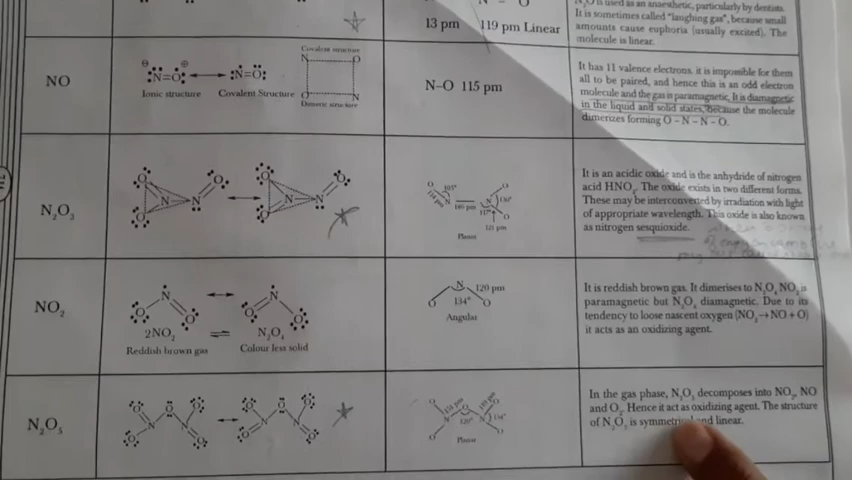 N₂O is used as an anaesthetic, particularly by dentists.
It is sometimes called "laughing gas", because small
amounts cause euphoria (usually excited). The
molecule is linear.
13 pm 119 pm Linear
NO
⊖ ⊕
N=O N=O
Ionic structure Covalent Structure
Covalent structure
N O
O N
Dimeric structure
N–O 115 pm
It has 11 valence electrons. it is impossible for them
all to be paired, and hence this is an odd electron
molecule and the gas is paramagnetic. It is diamagnetic
in the liquid and solid states, because the molecule
dimerizes forming O – N – N – O.
N₂O₃
O O N N O O O N N O
O 105° O
N N 130°
186 pm
117° O
121 pm
Planar
It is an acidic oxide and is the anhydride of nitrogen
acid HNO₂. The oxide exists in two different forms.
These may be interconverted by irradiation with light
of appropriate wavelength. This oxide is also known
as nitrogen sesquioxide.
NO₂
N O O N O O
2NO₂ ⇌ N₂O₄
Reddish brown gas Colour less solid
N 120 pm
O 134° O
Angular
It is reddish brown gas. It dimerises to N₂O₄ NO₂ is
paramagnetic but N₂O₄ diamagnetic. Due to its
tendency to loose nascent oxygen (NO₂→NO + O)
it acts as an oxidizing agent.
N₂O₅
O O O N N O O O O O N N O O
O O O
N N 134°
120°
O O
Planar
In the gas phase, N₂O₅ decomposes into NO₂, NO
and O₂. Hence it act as oxidizing agent. The structure
of N₂O₅ is symmetrical and linear.